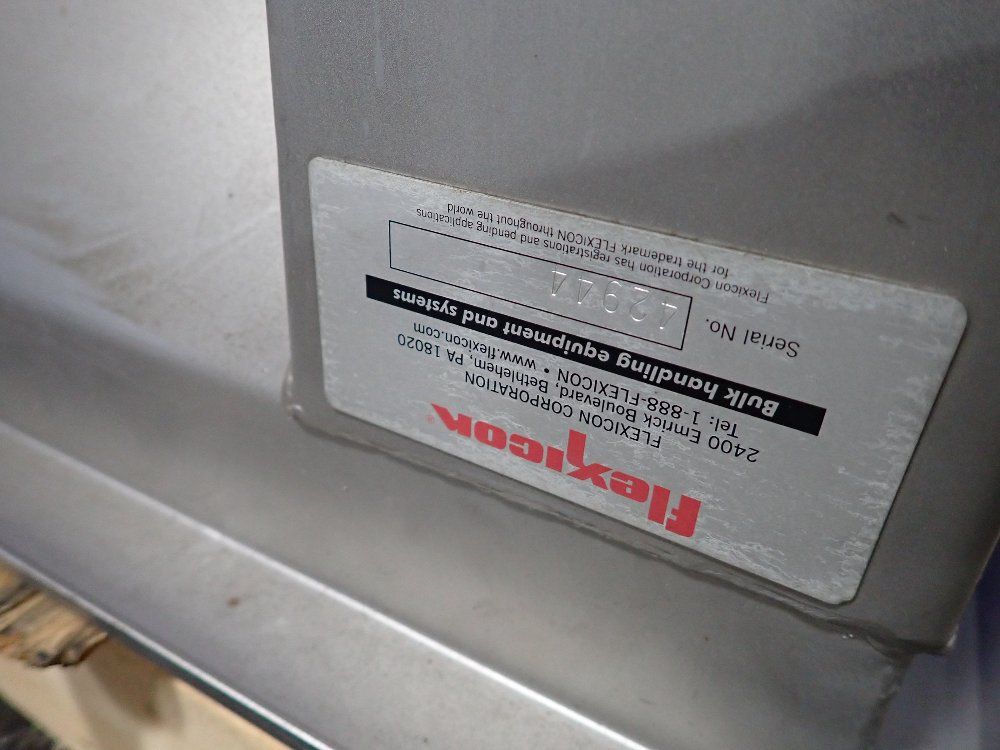 flexicon®
FLEXICON CORPORATION
2400 Emrick Boulevard, Bethlehem, PA 18020
Tel: 1-888-FLEXICON • www.flexicon.com
Bulk handling equipment and systems
Serial No. 42944
Flexicon Corporation has registrations and pending applications
for the trademark FLEXICON throughout the world